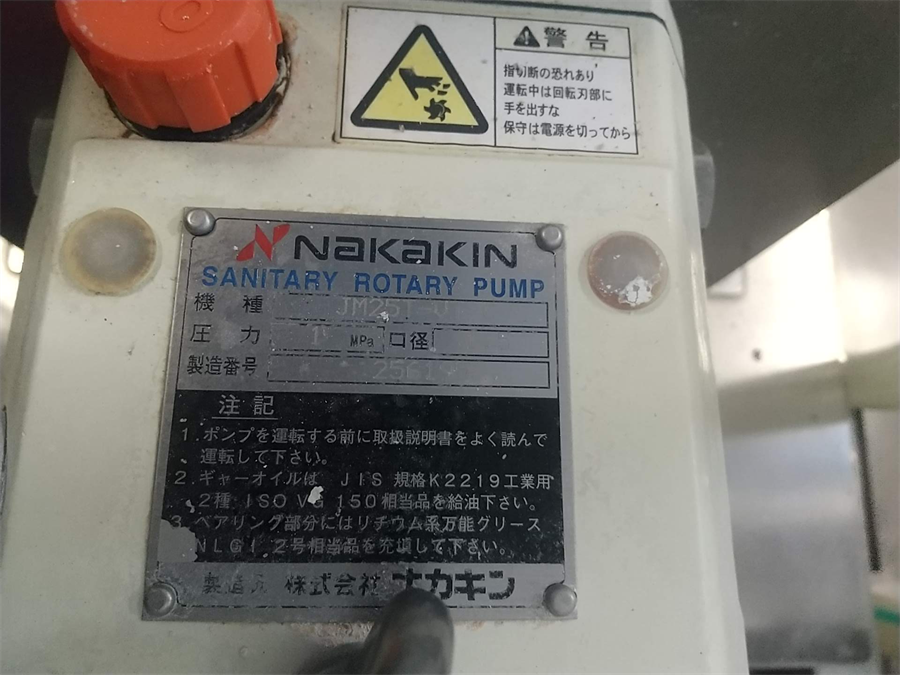 警告
指切断の恐れあり
運転中は回転刃部に
手を出すな
保守は電源を切ってから
NAKAKIN
SANITARY ROTARY PUMP
機種
圧力 1 MPa 口径
製造番号
注記
1. ポンプを運転する前に取扱説明書をよく読んで
運転して下さい。
2. ギャーオイルは JIS 規格K2219工業用
2種 ISO VG 150相当品を給油下さい。
3. ベアリング部分にはリチウム系万能グリース
NLGI 2号相当品を充填して下さい。
製造元 株式会社 ナカキン